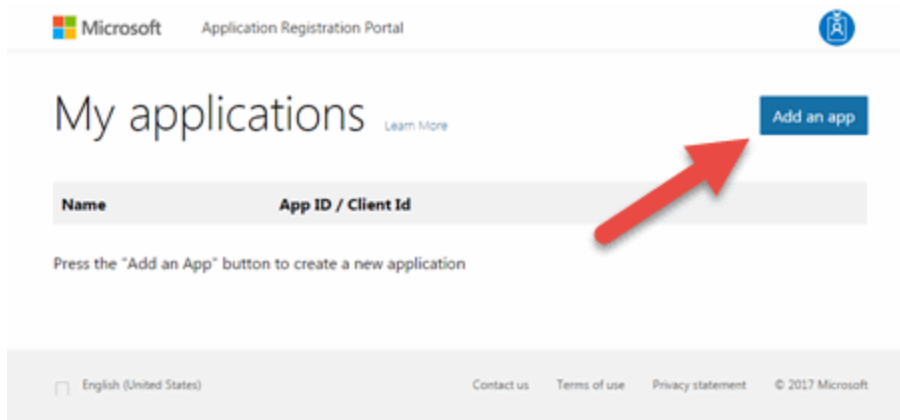 Microsoft Application Registration Portal
My applications Learn More
Add an app
Name App ID / Client Id
Press the "Add an App" button to create a new application
English (United States) Contact us Terms of use Privacy statement © 2017 Microsoft